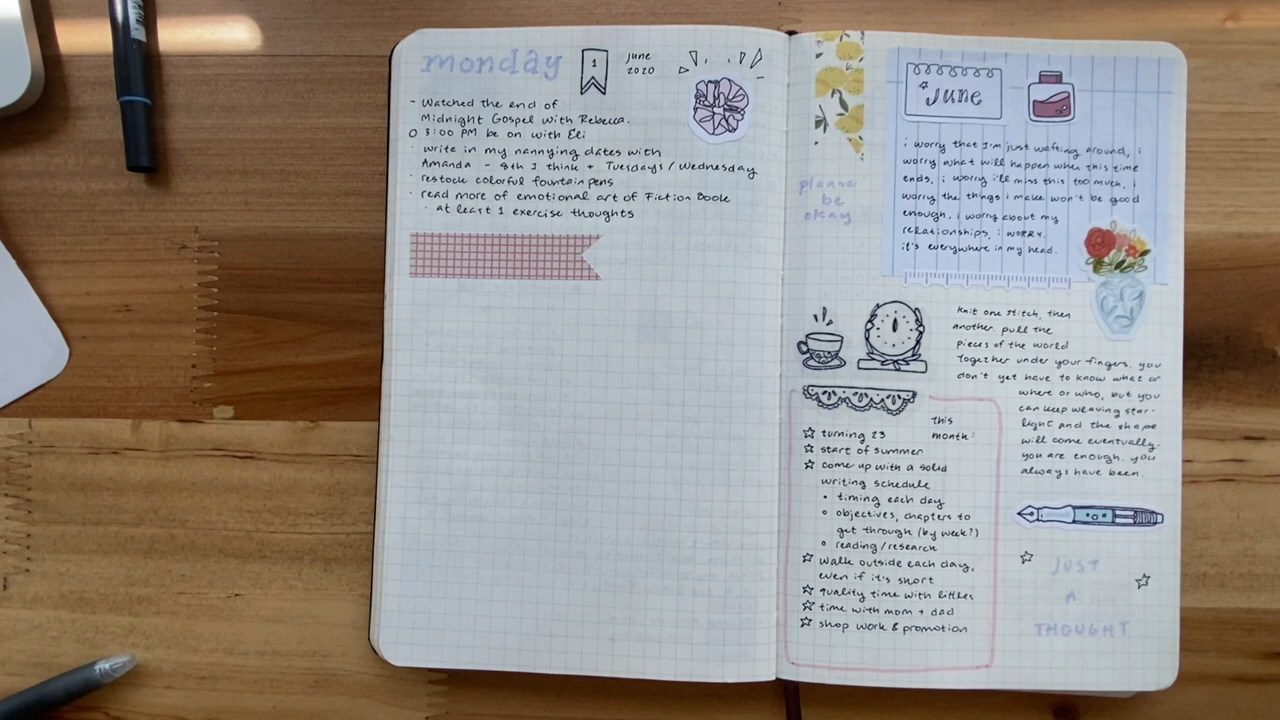 monday
1
june
2020
- Watched the end of
Midnight Gospel with Rebecca.
o 3:00 PM be on with Eli
· write in my nannying dates with
Amanda - 8th I think + Tuesdays / Wednesday
· restock colorful fountain pens
· read more of emotional art of Fiction Book
· at least 1 exercise thoughts
please
be
okay
June
i worry that I'm just wafting around, i
worry what will happen when this time
ends, i worry i'll miss this too much, i
worry the things i make won't be good
enough, i worry about my
relationships, i WORRY.
it's everywhere in my head.
knit one stitch, then
another. pull the
pieces of the world
together under your fingers. you
don't yet have to know what or
where or who, but you
can keep weaving star-
light and the shape
will come eventually.
you are enough. you
always have been.
this
month:
☆ turning 23
☆ start of summer
☆ come up with a solid
writing schedule
• timing each day
o objectives, chapters to
get through (by week?)
o reading/research
☆ walk outside each day,
even if it's short
☆ quality time with littles
☆ time with mom + dad
☆ shop work & promotion
JUST
A
THOUGHT